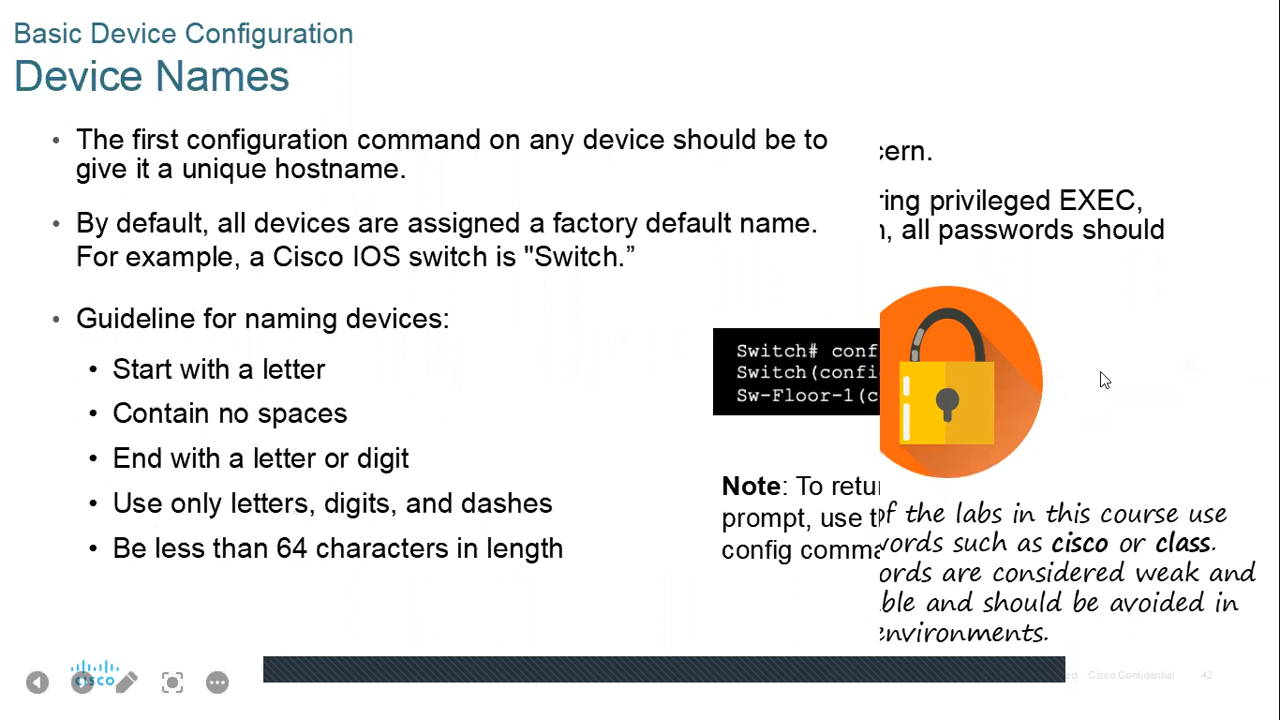 Basic Device Configuration
Device Names
• The first configuration command on any device should be to
give it a unique hostname.
• By default, all devices are assigned a factory default name.
For example, a Cisco IOS switch is "Switch.”
• Guideline for naming devices:
• Start with a letter
• Contain no spaces
• End with a letter or digit
• Use only letters, digits, and dashes
• Be less than 64 characters in length
Switch# conf
Switch(confi
Sw-Floor-1(c
Note: To retu
prompt, use t
config comma
cern.
ring privileged EXEC,
, all passwords should
of the labs in this course use
words such as cisco or class.
ords are considered weak and
ble and should be avoided in
environments.
cisco
ed. Cisco Confidential
42